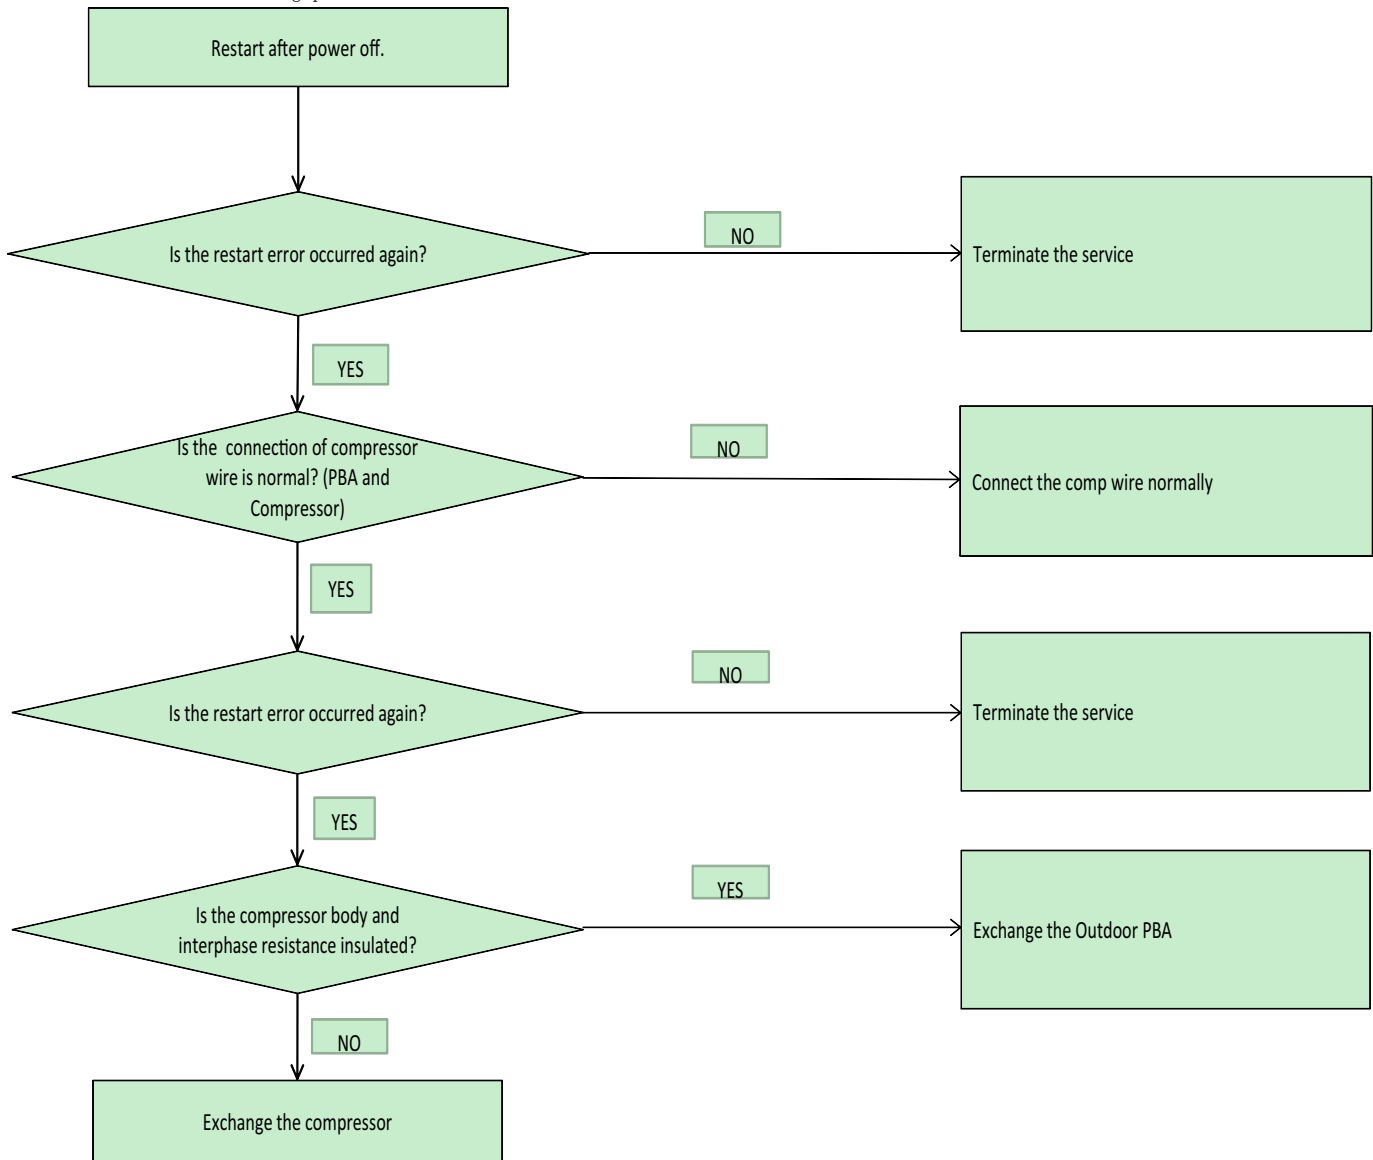 Restart after power off.
Is the restart error occurred again?
NO
Terminate the service
YES
Is the  connection of compressor
wire is normal? (PBA and
Compressor)
NO
Connect the comp wire normally
YES
Is the restart error occurred again?
NO
Terminate the service
YES
Is the compressor body and
interphase resistance insulated?
YES
Exchange the Outdoor PBA
NO
Exchange the compressor